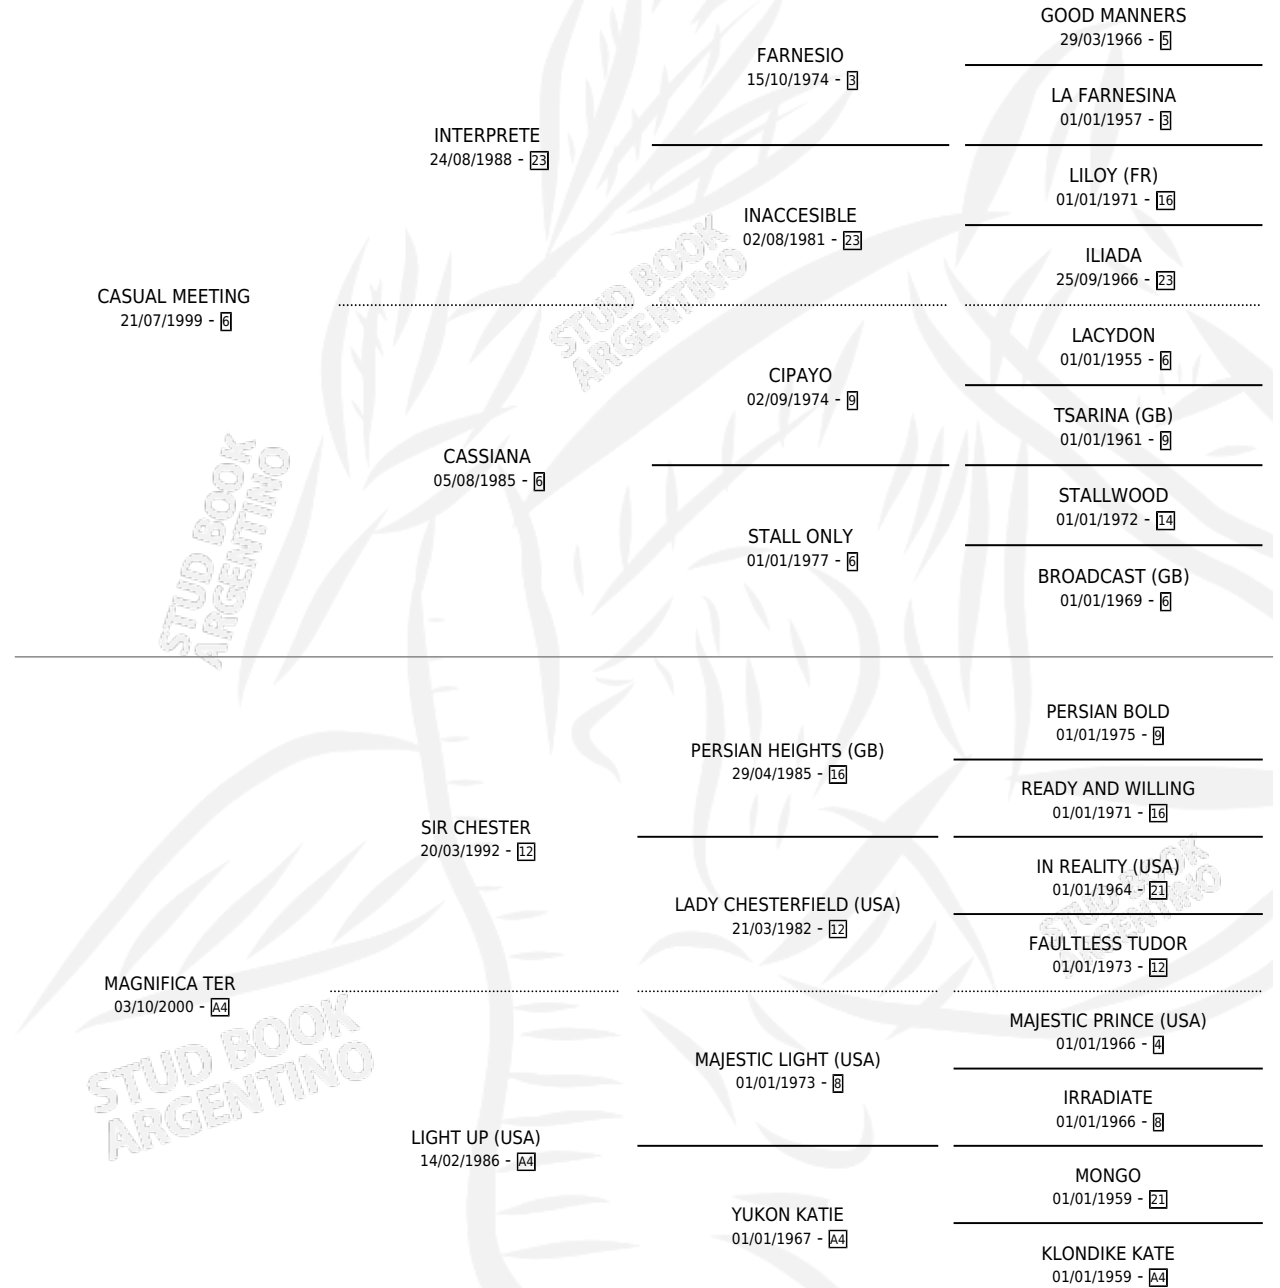 GOOD MANNERS
29/03/1966 - 5
FARNESIO
15/10/1974 - 3
LA FARNESINA
01/01/1957 - 3
INTERPRETE
24/08/1988 - 23
LILOY (FR)
01/01/1971 - 16
INACCESIBLE
02/08/1981 - 23
ILIADA
25/09/1966 - 23
CASUAL MEETING
21/07/1999 - 6
LACYDON
01/01/1955 - 6
CIPAYO
02/09/1974 - 9
TSARINA (GB)
01/01/1961 - 9
CASSIANA
05/08/1985 - 6
STALLWOOD
01/01/1972 - 14
STALL ONLY
01/01/1977 - 6
BROADCAST (GB)
01/01/1969 - 6
STUD BOOK
ARGENTINO
STUD BOOK
ARGENTINO
PERSIAN BOLD
01/01/1975 - 9
PERSIAN HEIGHTS (GB)
29/04/1985 - 16
READY AND WILLING
01/01/1971 - 16
SIR CHESTER
20/03/1992 - 12
IN REALITY (USA)
01/01/1964 - 21
LADY CHESTERFIELD (USA)
21/03/1982 - 12
FAULTLESS TUDOR
01/01/1973 - 12
MAGNIFICA TER
03/10/2000 - A4
MAJESTIC PRINCE (USA)
01/01/1966 - 4
MAJESTIC LIGHT (USA)
01/01/1973 - 8
IRRADIATE
01/01/1966 - 8
LIGHT UP (USA)
14/02/1986 - A4
MONGO
01/01/1959 - 21
YUKON KATIE
01/01/1967 - A4
KLONDIKE KATE
01/01/1959 - A4
STUD BOOK
ARGENTINO
STUD BOOK
ARGENTINO